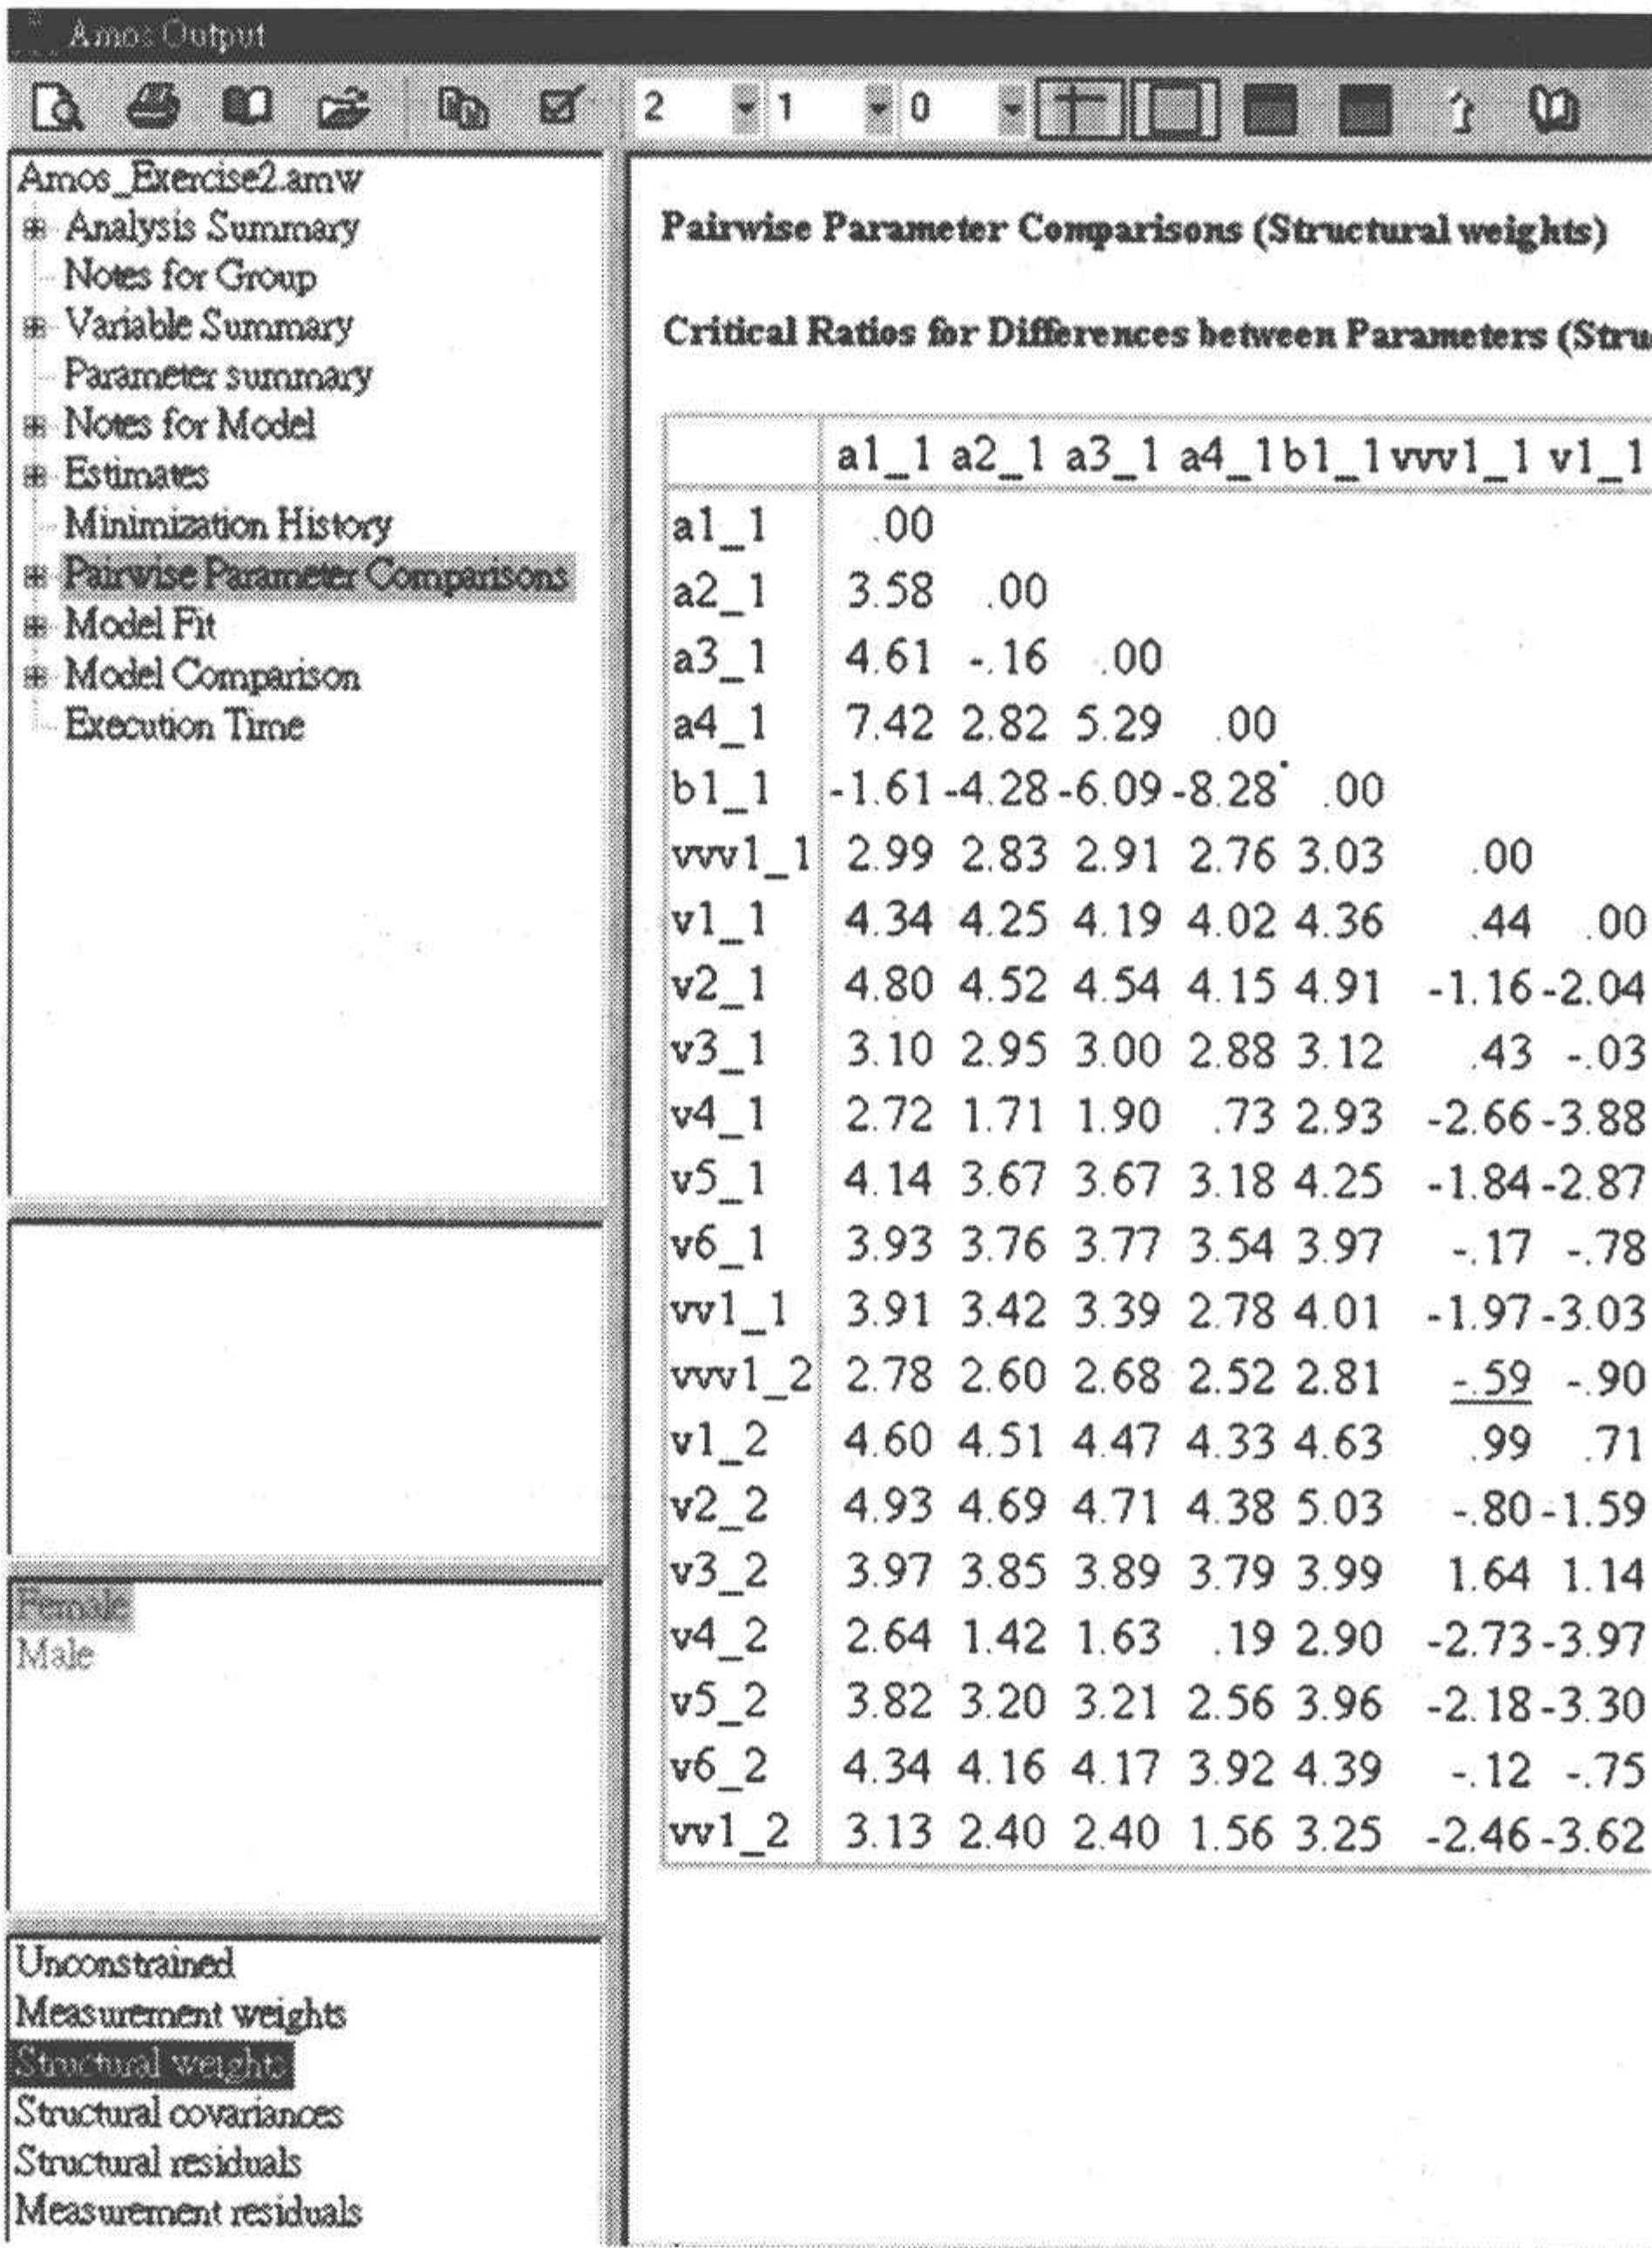 Amos Output
2 1 0
Amos_Exercise2.amw
Analysis Summary
Notes for Group
Variable Summary
Parameter summary
Notes for Model
Estimates
Minimization History
Pairwise Parameter Comparisons
Model Fit
Model Comparison
Execution Time
Female
Male
Unconstrained
Measurement weights
Structural weights
Structural covariances
Structural residuals
Measurement residuals
Pairwise Parameter Comparisons (Structural weights)
Critical Ratios for Differences between Parameters (Struc
a1_1 a2_1 a3_1 a4_1 b1_1 vvv1_1 v1_1
a1_1 .00
a2_1 3.58 .00
a3_1 4.61 -.16 .00
a4_1 7.42 2.82 5.29 .00
b1_1 -1.61 -4.28 -6.09 -8.28 .00
vvv1_1 2.99 2.83 2.91 2.76 3.03 .00
v1_1 4.34 4.25 4.19 4.02 4.36 .44 .00
v2_1 4.80 4.52 4.54 4.15 4.91 -1.16 -2.04
v3_1 3.10 2.95 3.00 2.88 3.12 .43 -.03
v4_1 2.72 1.71 1.90 .73 2.93 -2.66 -3.88
v5_1 4.14 3.67 3.67 3.18 4.25 -1.84 -2.87
v6_1 3.93 3.76 3.77 3.54 3.97 -.17 -.78
vv1_1 3.91 3.42 3.39 2.78 4.01 -1.97 -3.03
vvv1_2 2.78 2.60 2.68 2.52 2.81 -.59 -.90
v1_2 4.60 4.51 4.47 4.33 4.63 .99 .71
v2_2 4.93 4.69 4.71 4.38 5.03 -.80 -1.59
v3_2 3.97 3.85 3.89 3.79 3.99 1.64 1.14
v4_2 2.64 1.42 1.63 .19 2.90 -2.73 -3.97
v5_2 3.82 3.20 3.21 2.56 3.96 -2.18 -3.30
v6_2 4.34 4.16 4.17 3.92 4.39 -.12 -.75
vv1_2 3.13 2.40 2.40 1.56 3.25 -2.46 -3.62